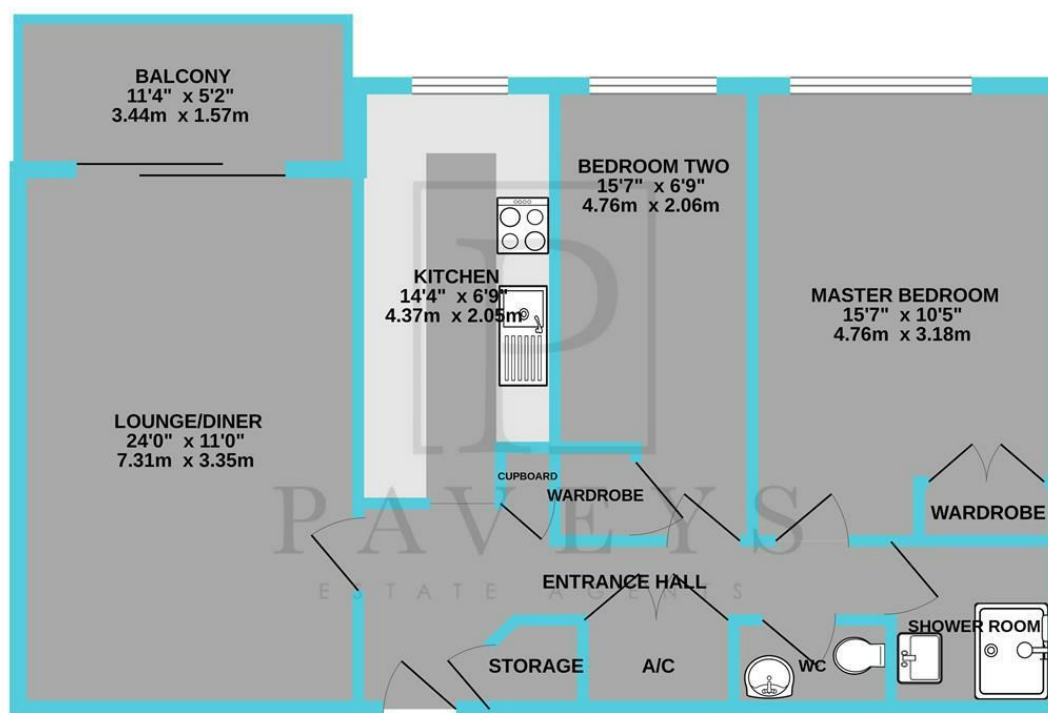 BALCONY
11'4" x 5'2"
3.44m x 1.57m
BEDROOM TWO
15'7" x 6'9"
4.76m x 2.06m
KITCHEN
14'4" x 6'9"
4.37m x 2.05m
MASTER BEDROOM
15'7" x 10'5"
4.76m x 3.18m
LOUNGE/DINER
24'0" x 11'0"
7.31m x 3.35m
CUPBOARD
WARDROBE
WARDROBE
P
PAVEYS
ESTATE AGENTS
ENTRANCE HALL
SHOWER ROOM
STORAGE
A/C
WC